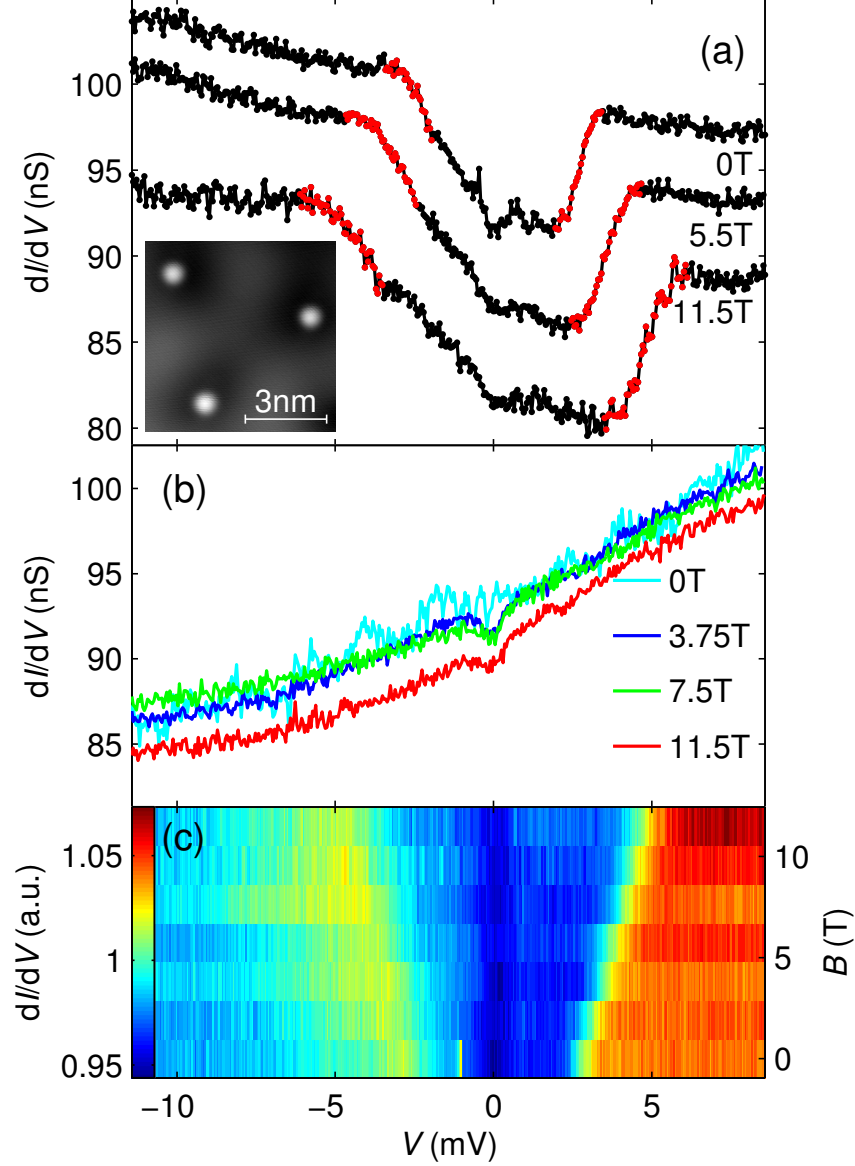 (a)
100
95
90
85
80
dI/dV (nS)
0T
5.5T
11.5T
3nm
(b)
100
95
90
85
dI/dV (nS)
0T
3.75T
7.5T
11.5T
(c)
1.05
1
0.95
dI/dV (a.u.)
10
5
0
B (T)
−10
−5
0
5
V (mV)